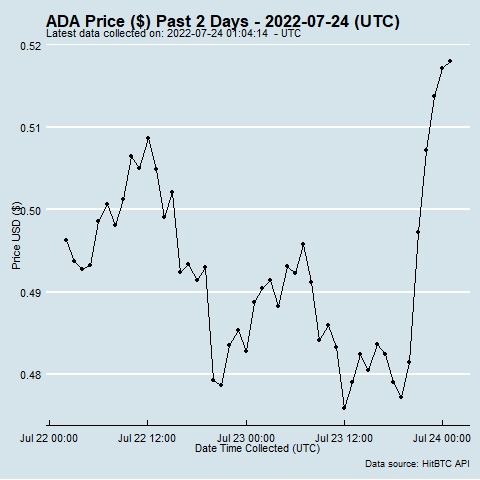 ADA Price ($) Past 2 Days - 2022-07-24 (UTC)
Latest data collected on: 2022-07-24 01:04:14 - UTC
0.52
0.51
0.50
0.49
0.48
Price USD ($)
Jul 22 00:00 Jul 22 12:00 Jul 23 00:00 Jul 23 12:00 Jul 24 00:00
Date Time Collected (UTC)
Data source: HitBTC API